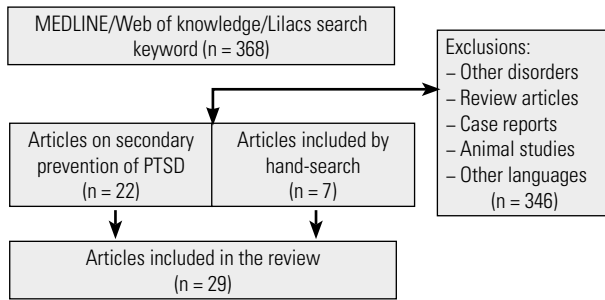 MEDLINE/Web of knowledge/Lilacs search
keyword (n = 368)
Exclusions:
– Other disorders
– Review articles
– Case reports
– Animal studies
– Other languages
(n = 346)
Articles on secondary
prevention of PTSD
(n = 22)
Articles included by
hand-search
(n = 7)
Articles included in the review
(n = 29)